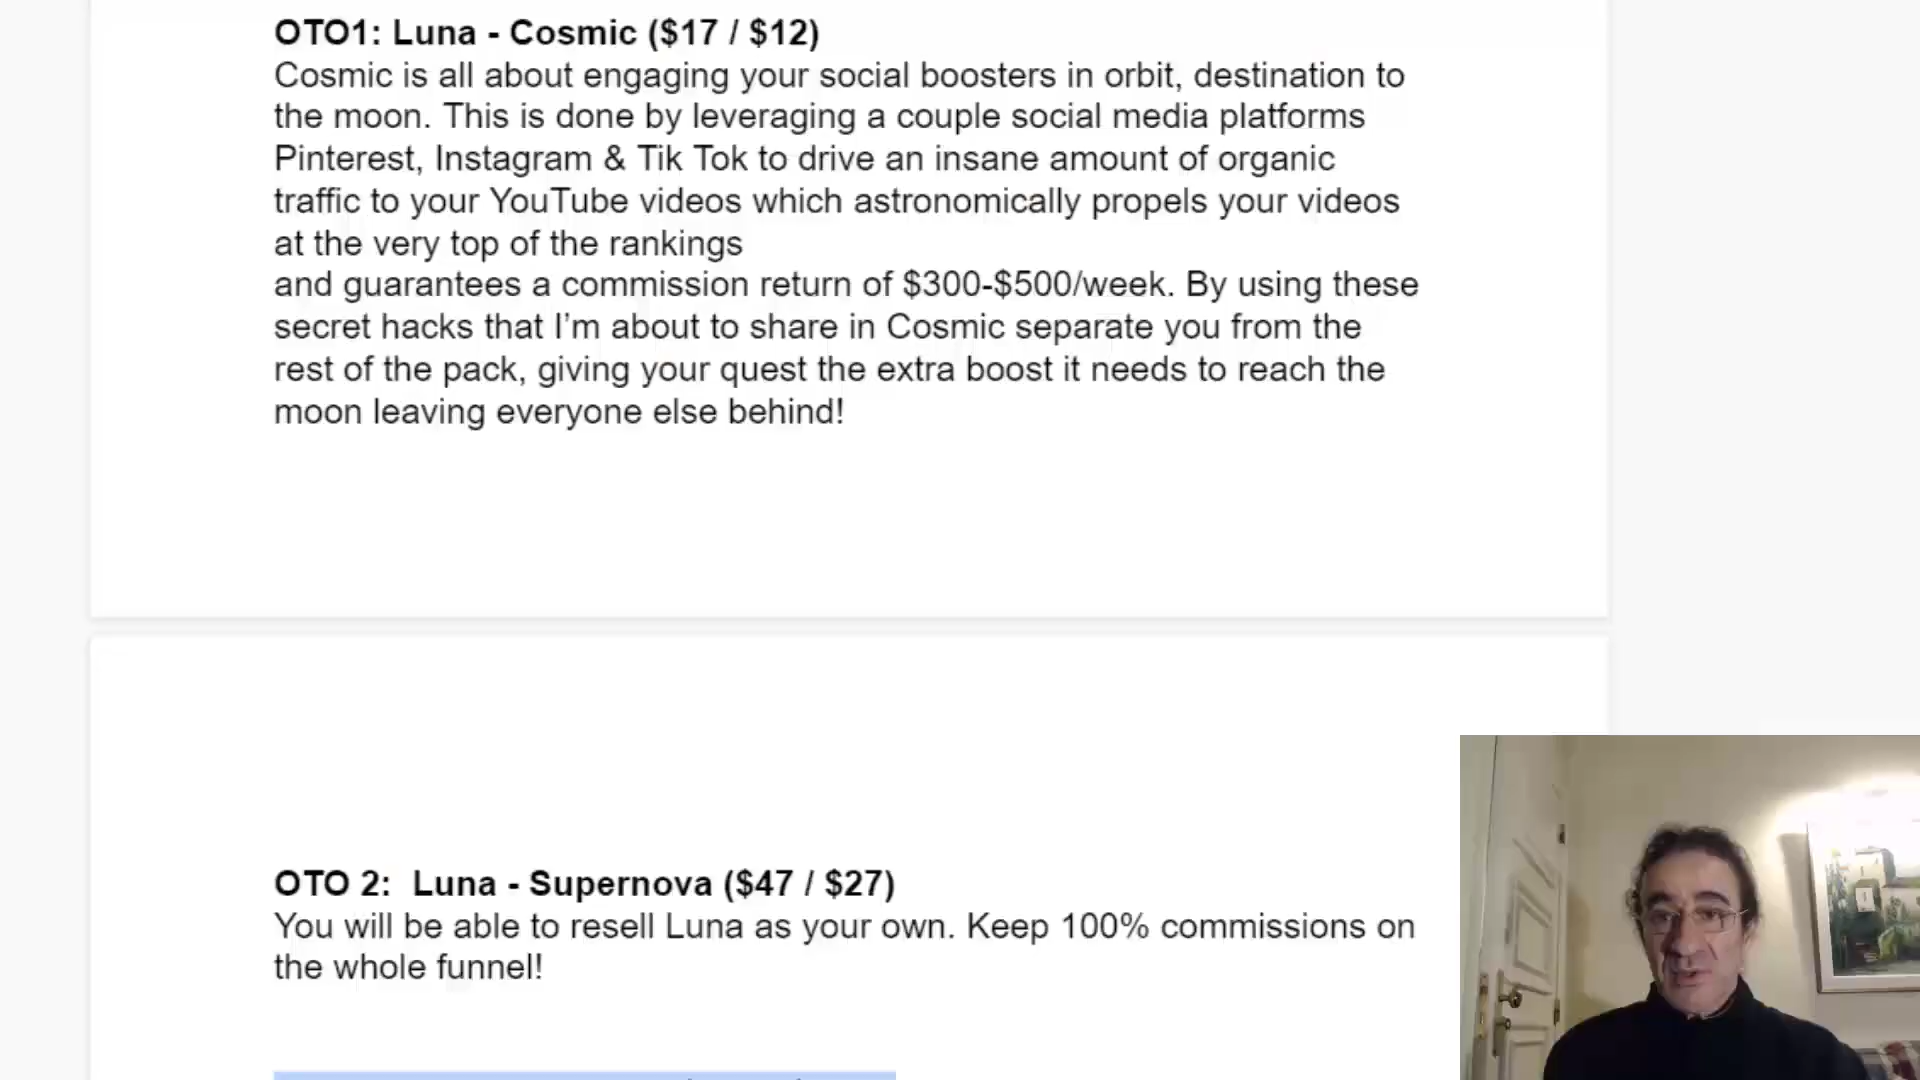 OTO1: Luna - Cosmic ($17 / $12)
Cosmic is all about engaging your social boosters in orbit, destination to
the moon. This is done by leveraging a couple social media platforms
Pinterest, Instagram & Tik Tok to drive an insane amount of organic
traffic to your YouTube videos which astronomically propels your videos
at the very top of the rankings
and guarantees a commission return of $300-$500/week. By using these
secret hacks that I’m about to share in Cosmic separate you from the
rest of the pack, giving your quest the extra boost it needs to reach the
moon leaving everyone else behind!
OTO 2:  Luna - Supernova ($47 / $27)
You will be able to resell Luna as your own. Keep 100% commissions on
the whole funnel!